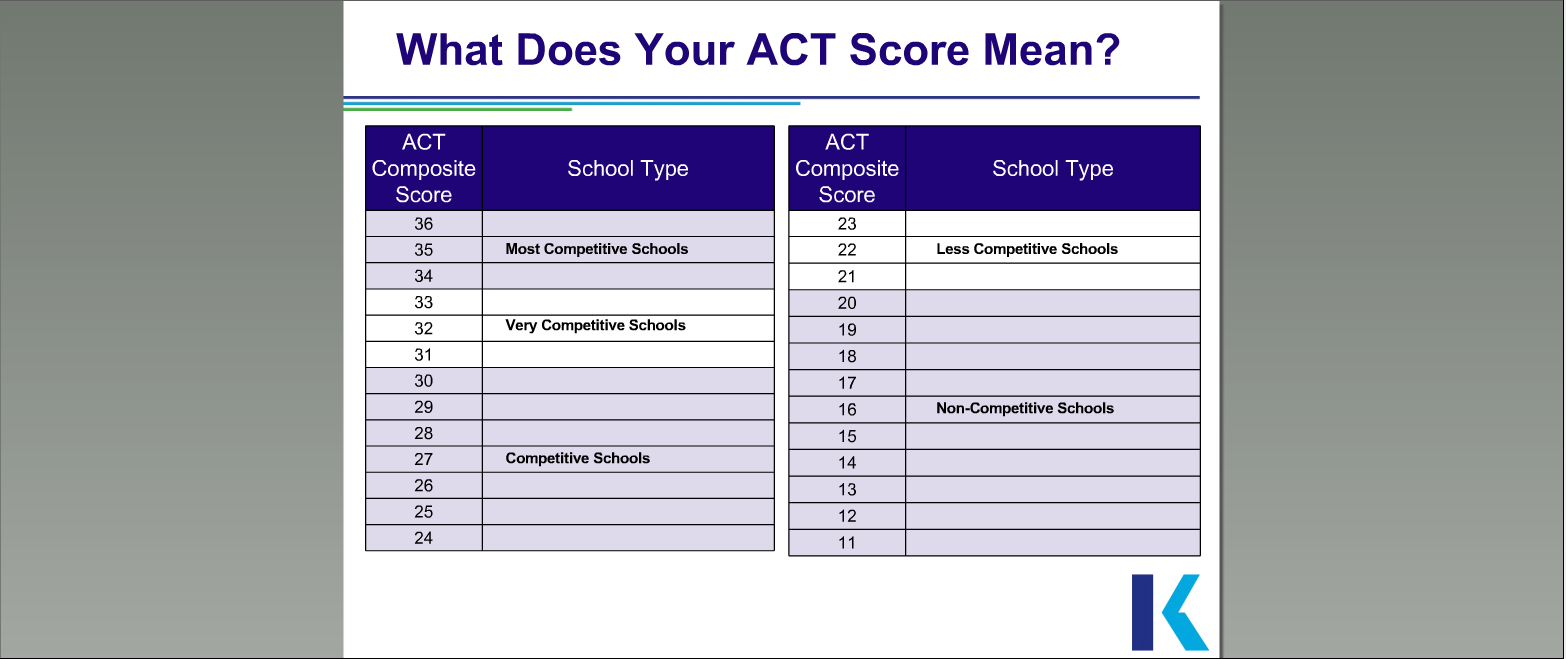 What Does Your ACT Score Mean?
ACT
Composite
Score
School Type
36
35 Most Competitive Schools
34
33
32 Very Competitive Schools
31
30
29
28
27 Competitive Schools
26
25
24
ACT
Composite
Score
School Type
23
22 Less Competitive Schools
21
20
19
18
17
16 Non-Competitive Schools
15
14
13
12
11
K